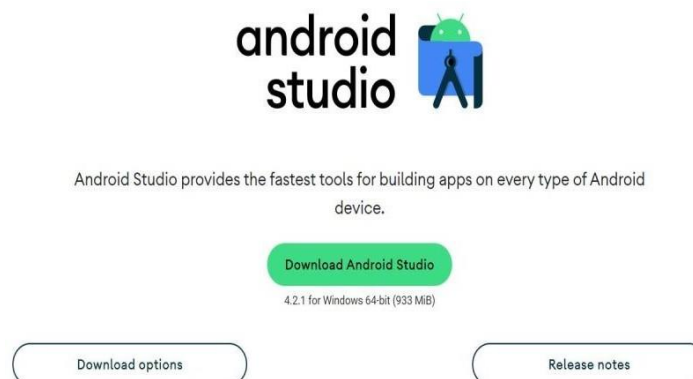 android
studio
Android Studio provides the fastest tools for building apps on every type of Android
device.
Download Android Studio
4.2.1 for Windows 64-bit (933 MiB)
Download options
Release notes